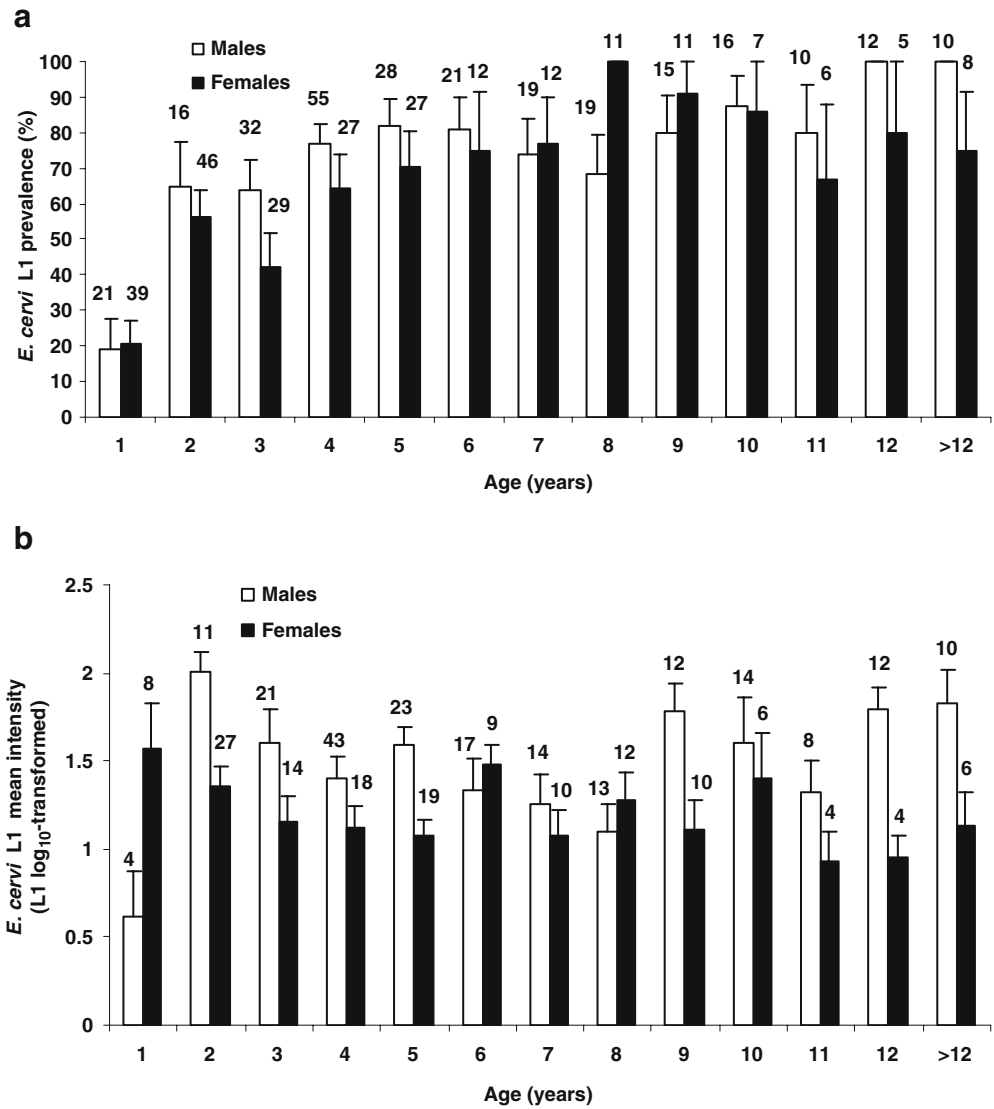 a
Males
Females
E. cervi L1 prevalence (%)
100
90
80
70
60
50
40
30
20
10
0
21 39 16 46 32 29 55 27 28 27 21 12 19 12 19 11 15 11 16 7 10 6 12 5 10 8
1 2 3 4 5 6 7 8 9 10 11 12 >12
Age (years)
b
Males
Females
E. cervi L1 mean intensity
(L1 log10-transformed)
2.5
2
1.5
1
0.5
0
4 8 11 27 21 14 43 18 23 19 17 9 14 10 13 12 12 10 14 6 8 4 12 4 10 6
1 2 3 4 5 6 7 8 9 10 11 12 >12
Age (years)